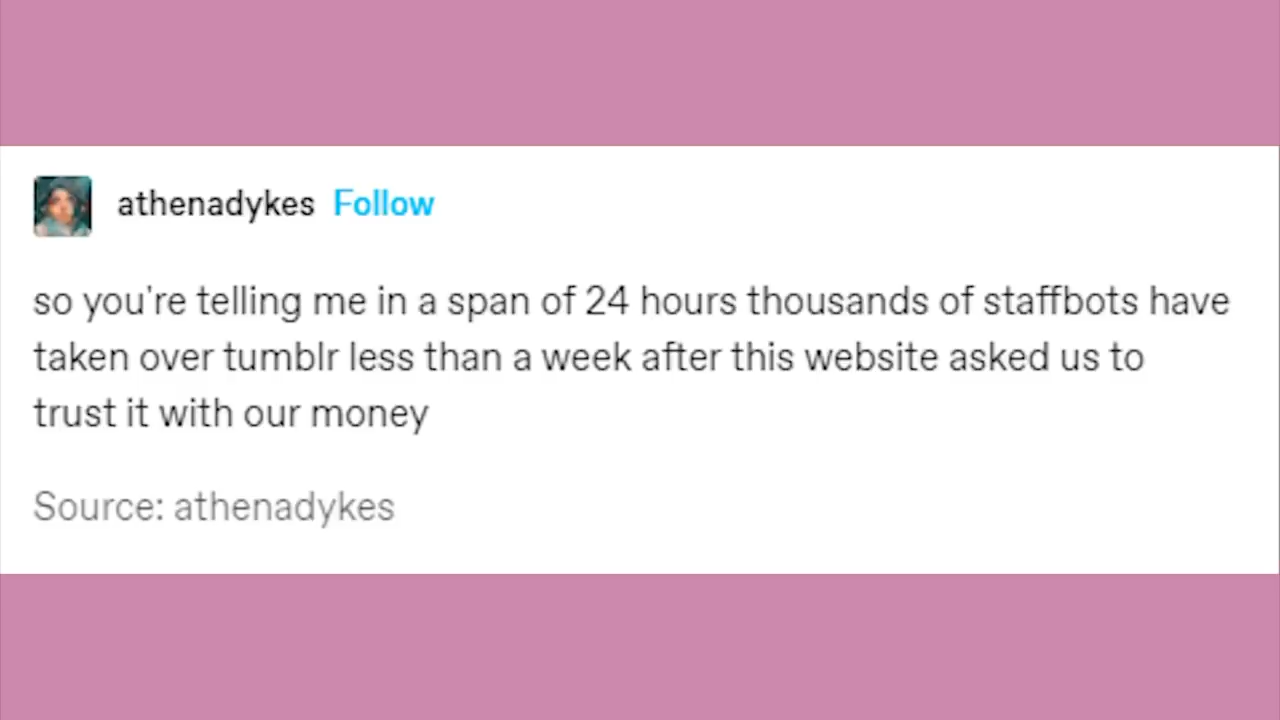 athenadykes Follow
so you're telling me in a span of 24 hours thousands of staffbots have
taken over tumblr less than a week after this website asked us to
trust it with our money
Source: athenadykes